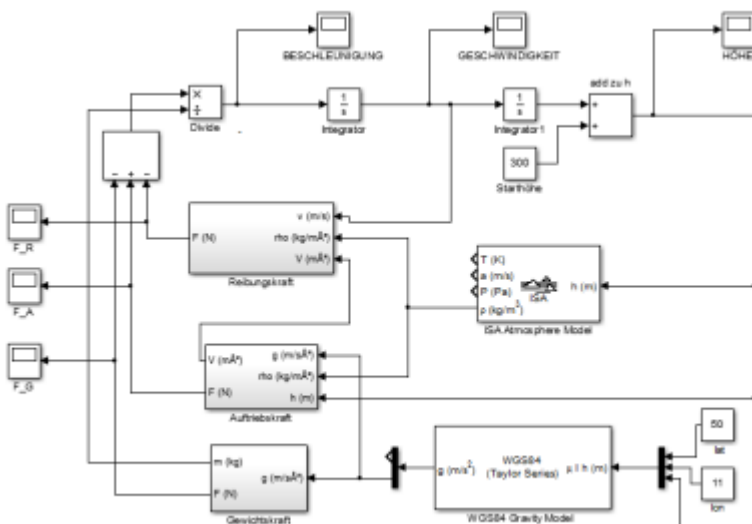 BESCHLEUNIGUNG
GESCHWINDIGKEIT
HÖHE
add zu h
×
÷
Divide
1
s
Integrator
1
s
Integrator1
+
+
300
Starthöhe
− + −
F_R
F_A
F_G
F (N)
v (m/s)
rho (kg/mÂ³)
V (mÂ³)
Reibungskraft
T (K)
a (m/s)
P (Pa)
ρ (kg/m³)
ISA
h (m)
ISA Atmosphere Model
V (mÂ³)
F (N)
g (m/sÂ²)
rho (kg/mÂ³)
h (m)
Auftriebskraft
m (kg)
F (N)
g (m/sÂ²)
Gewichtskraft
g (m/s²)
WGS84
(Taylor Series)
μ l h (m)
WGS84 Gravity Model
50
lat
11
lon